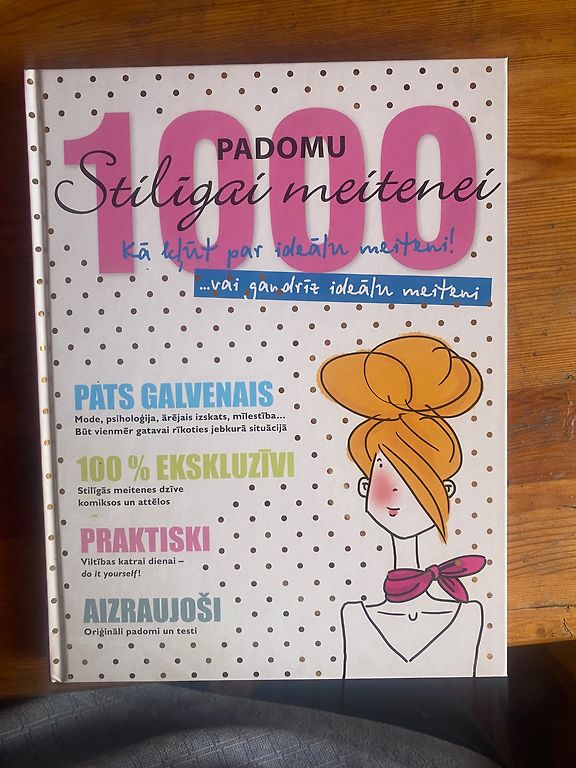 1000
PADOMU
Stilīgai meitenei
Kā kļūt par ideālu meiteni!
...vai gandrīz ideālu meiteni
PATS GALVENAIS
Mode, psiholoģija, ārējais izskats, mīlestība...
Būt vienmēr gatavai rīkoties jebkurā situācijā
100 % EKSKLUZĪVI
Stilīgās meitenes dzīve
komiksos un attēlos
PRAKTISKI
Viltības katrai dienai –
do it yourself!
AIZRAUJOŠI
Oriģināli padomi un testi